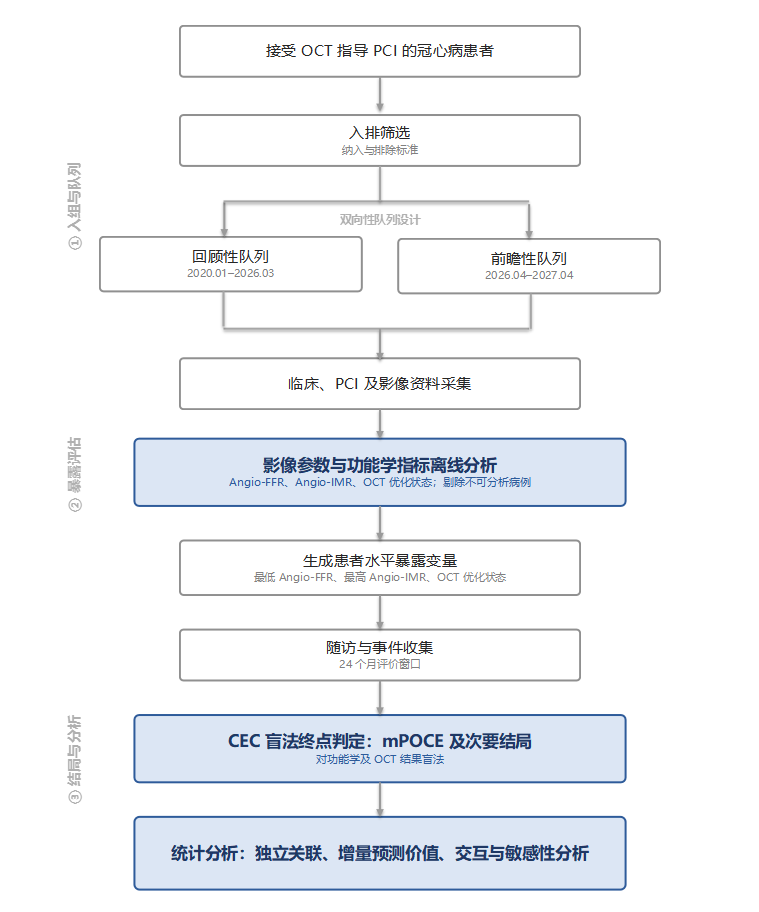 接受 OCT 指导 PCI 的冠心病患者
入排筛选
纳入与排除标准
① 入组与队列
双向性队列设计
回顾性队列
2020.01–2026.03
前瞻性队列
2026.04–2027.04
临床、PCI 及影像资料采集
② 暴露评估
影像参数与功能学指标离线分析
Angio-FFR、Angio-IMR、OCT 优化状态；剔除不可分析病例
生成患者水平暴露变量
最低 Angio-FFR、最高 Angio-IMR、OCT 优化状态
随访与事件收集
24 个月评价窗口
③ 结局与分析
CEC 盲法终点判定：mPOCE 及次要结局
对功能学及 OCT 结果盲法
统计分析：独立关联、增量预测价值、交互与敏感性分析